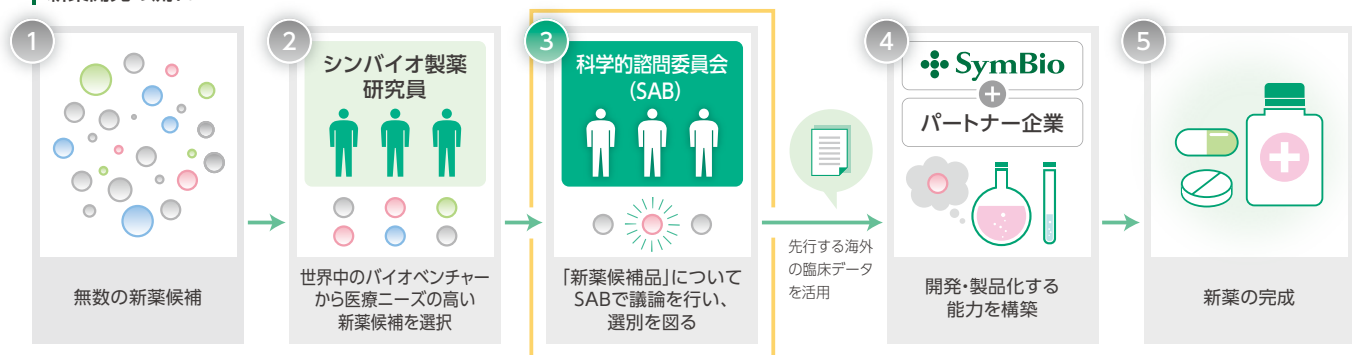 1
無数の新薬候補
2
シンバイオ製薬
研究員
世界中のバイオベンチャー
から医療ニーズの高い
新薬候補を選択
3
科学的諮問委員会
(SAB)
「新薬候補品」について
SABで議論を行い、
選別を図る
先行する海外
の臨床データ
を活用
4
SymBio
+
パートナー企業
開発・製品化する
能力を構築
5
新薬の完成